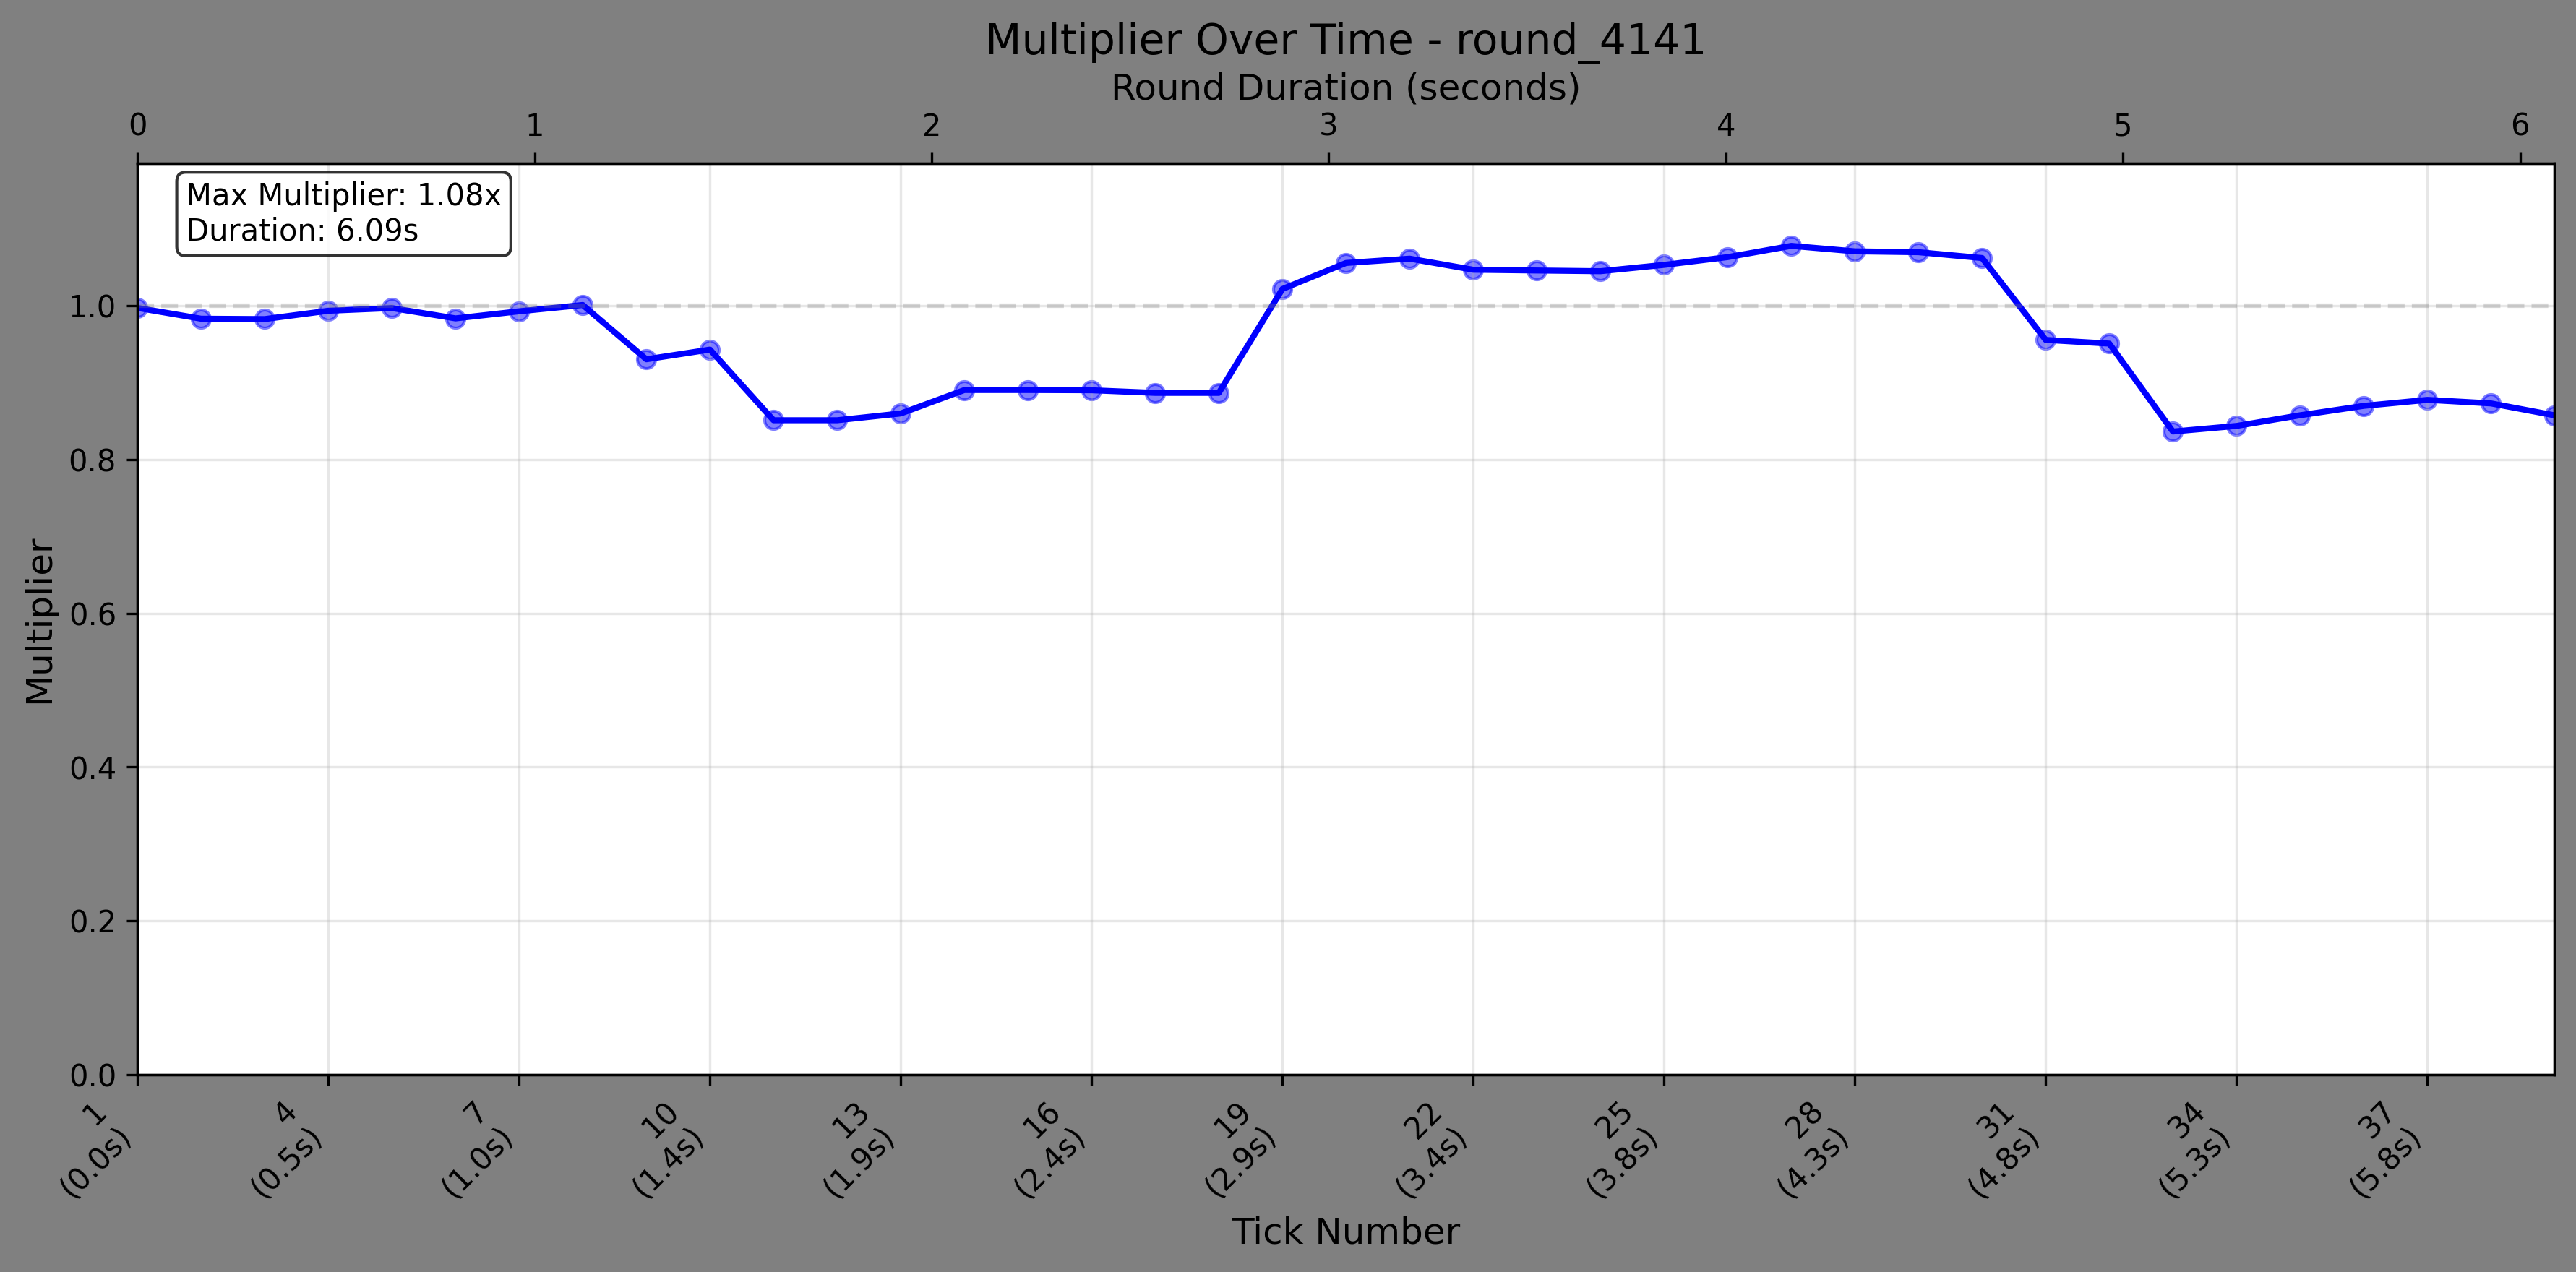 Multiplier Over Time - round_4141
Round Duration (seconds)
0 1 2 3 4 5 6
Max Multiplier: 1.08x
Duration: 6.09s
Multiplier
1.0
0.8
0.6
0.4
0.2
0.0
1
(0.0s)
4
(0.5s)
7
(1.0s)
10
(1.4s)
13
(1.9s)
16
(2.4s)
19
(2.9s)
22
(3.4s)
25
(3.8s)
28
(4.3s)
31
(4.8s)
34
(5.3s)
37
(5.8s)
Tick Number